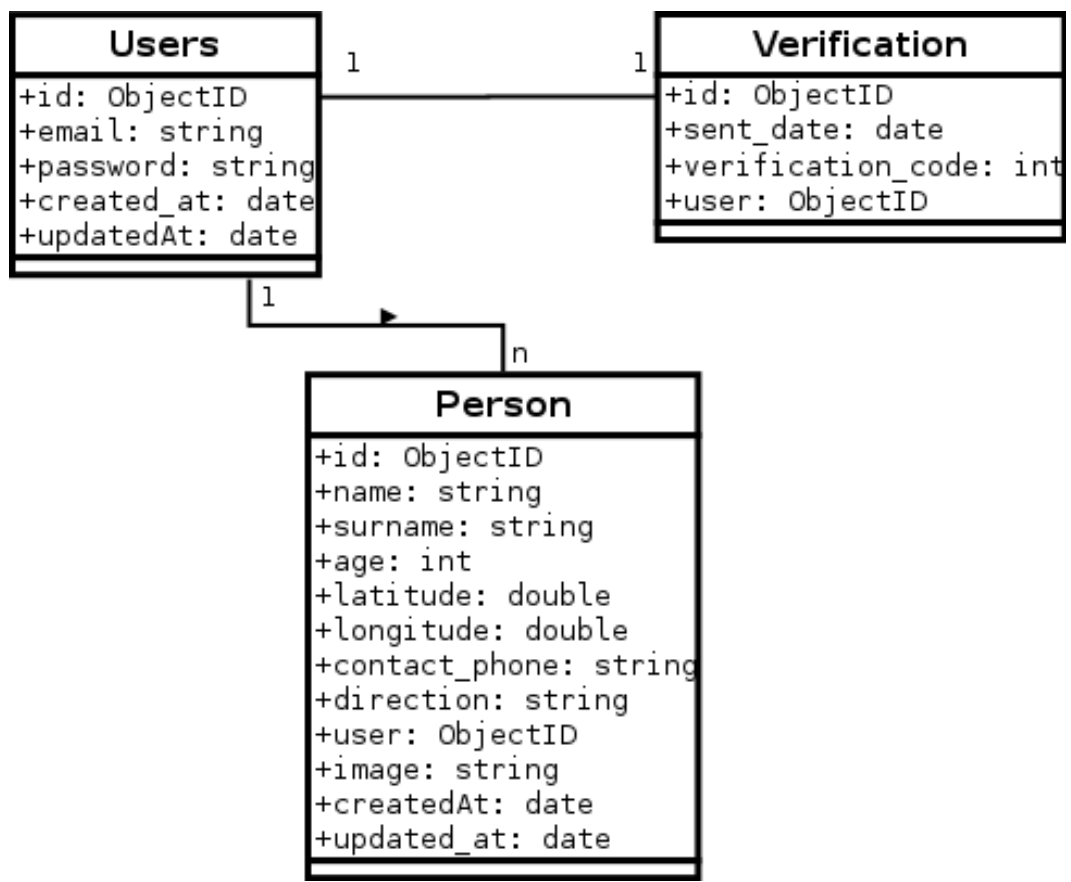 Users
+id: ObjectID
+email: string
+password: string
+created_at: date
+updatedAt: date
1
1
Verification
+id: ObjectID
+sent_date: date
+verification_code: int
+user: ObjectID
1
n
Person
+id: ObjectID
+name: string
+surname: string
+age: int
+latitude: double
+longitude: double
+contact_phone: string
+direction: string
+user: ObjectID
+image: string
+createdAt: date
+updated_at: date